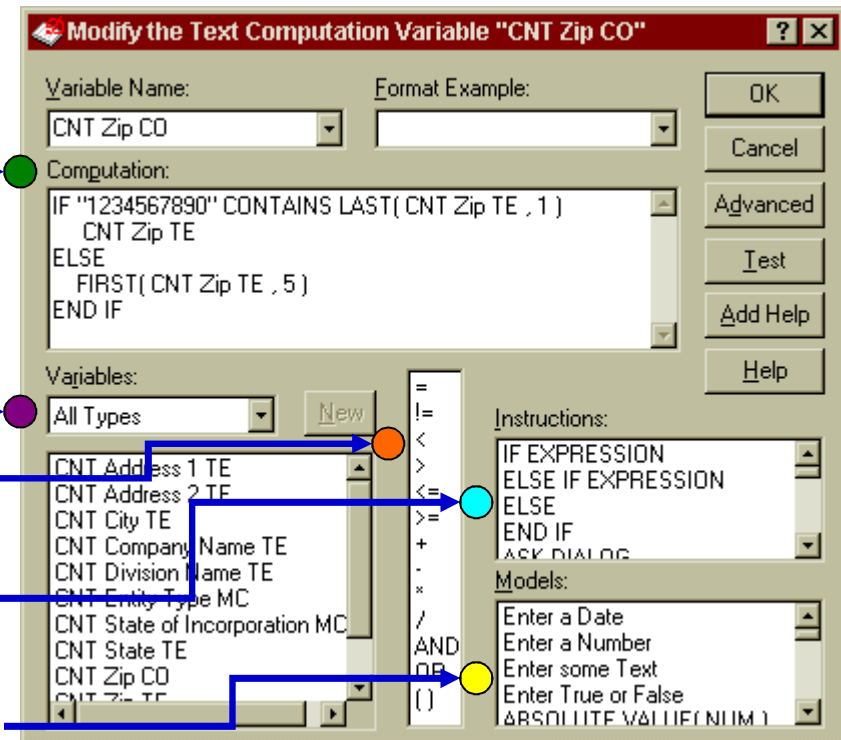 Modify the Text Computation Variable "CNT Zip CO"
Variable Name:
Format Example:
CNT Zip CO
OK
Cancel
Computation:
IF "1234567890" CONTAINS LAST( CNT Zip TE , 1 )
CNT Zip TE
ELSE
FIRST( CNT Zip TE , 5 )
END IF
Advanced
Test
Add Help
Help
Variables:
All Types
New
CNT Address 1 TE
CNT Address 2 TE
CNT City TE
CNT Company Name TE
CNT Division Name TE
CNT Entity Type MC
CNT State of Incorporation MC
CNT State TE
CNT Zip CO
CNT Zip TE
=
!=
<
>
<=
>=
+
-
*
/
AND
OR
( )
Instructions:
IF EXPRESSION
ELSE IF EXPRESSION
ELSE
END IF
ASK DIALOG
Models:
Enter a Date
Enter a Number
Enter some Text
Enter True or False
ABSOLUTE VALUE( NUM )